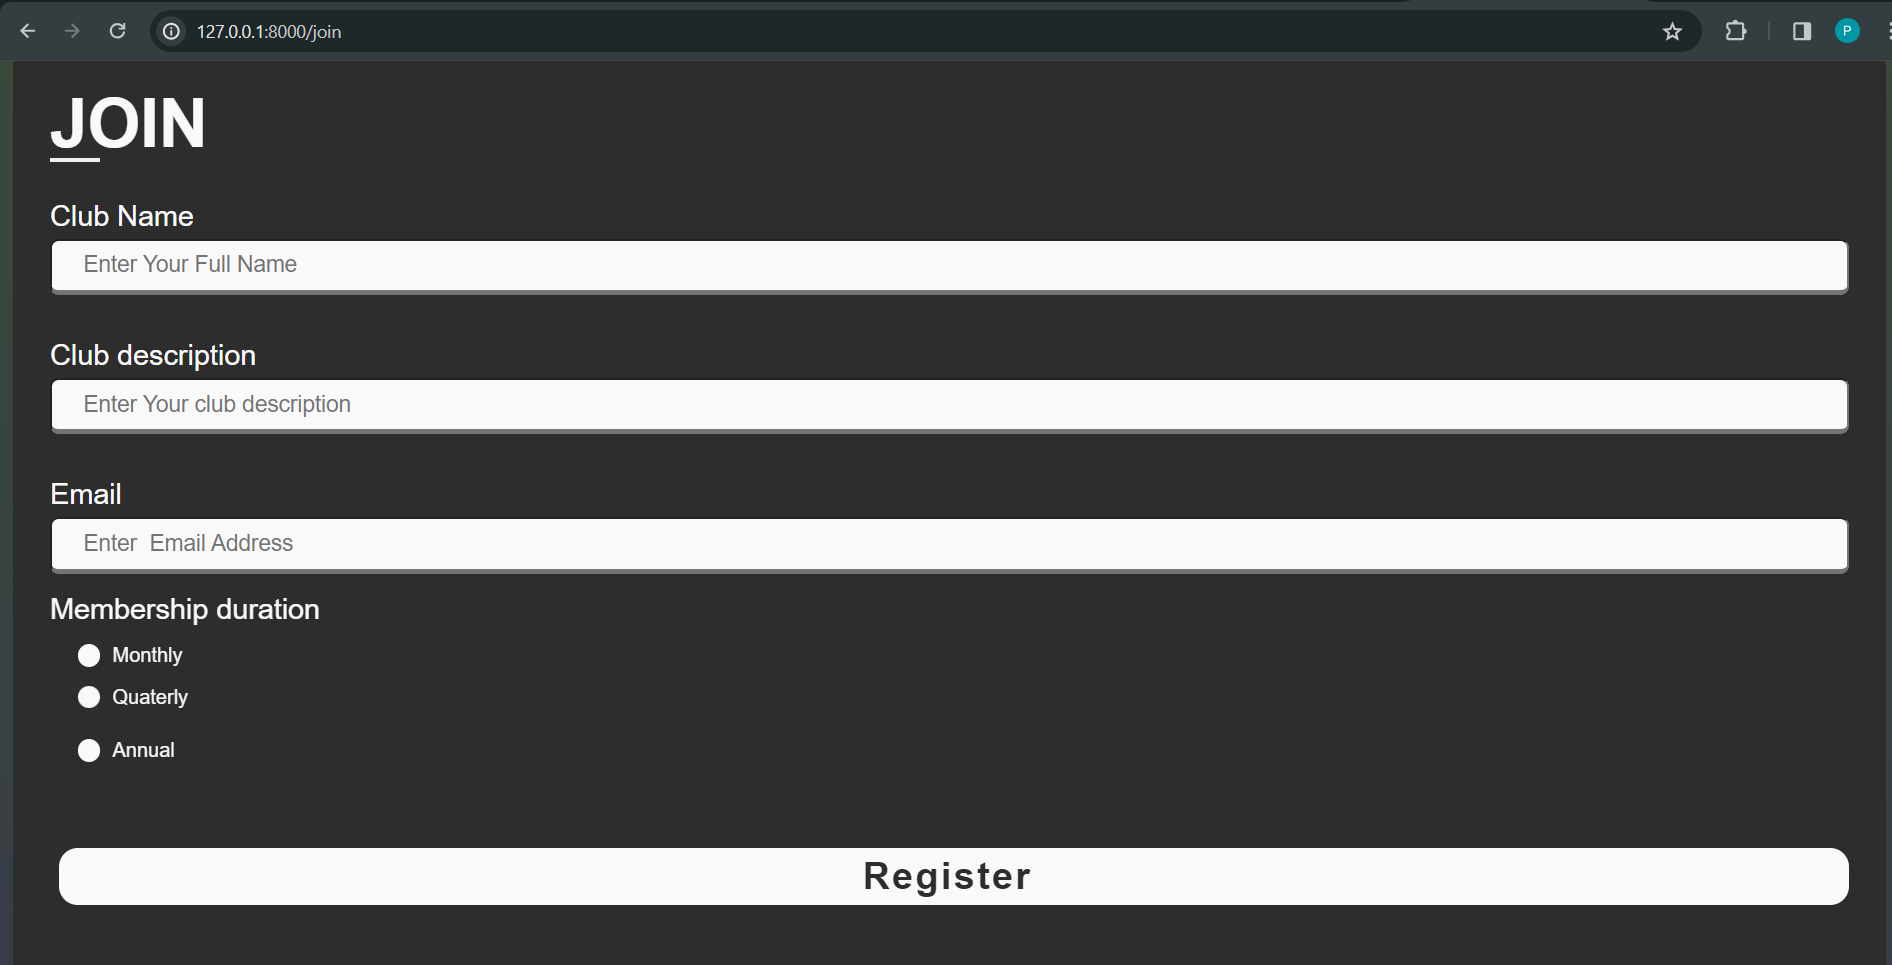 127.0.0.1:8000/join
P
JOIN
Club Name
Enter Your Full Name
Club description
Enter Your club description
Email
Enter  Email Address
Membership duration
Monthly
Quaterly
Annual
Register